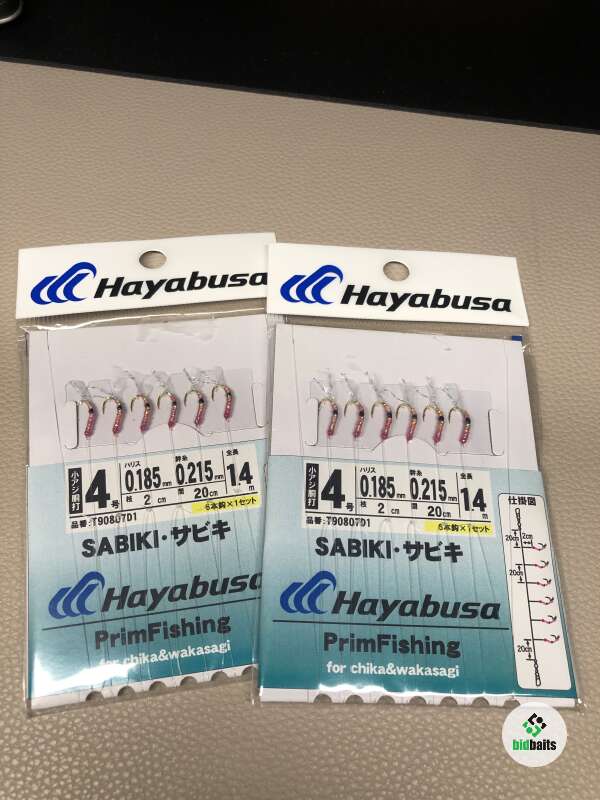 Hayabusa
小アジ胴打
4号
ハリス
0.185mm
枝 2cm
幹糸
0.215mm
間 20cm
全長
1.4m
品番:T90807D1
6本鈎×1セット
SABIKI・サビキ
Hayabusa
PrimFishing
for chika&wakasagi
Hayabusa
小アジ胴打
4号
ハリス
0.185mm
枝 2cm
幹糸
0.215mm
間 20cm
全長
1.4m
品番:T90807D1
6本鈎×1セット
SABIKI・サビキ
Hayabusa
PrimFishing
for chika&wakasagi
仕掛図
20cm
2cm
20cm
20cm
bidbaits